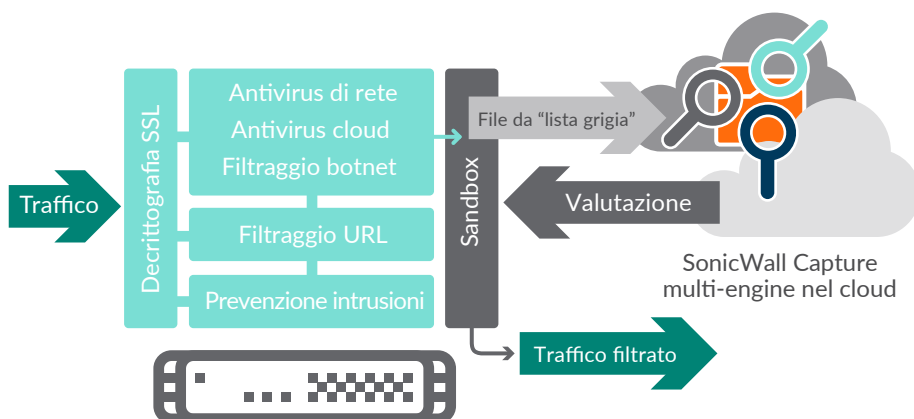 Traffico
Decrittografia SSL
Antivirus di rete
Antivirus cloud
Filtraggio botnet
Filtraggio URL
Prevenzione intrusioni
Sandbox
File da “lista grigia”
Valutazione
SonicWall Capture
multi-engine nel cloud
Traffico filtrato